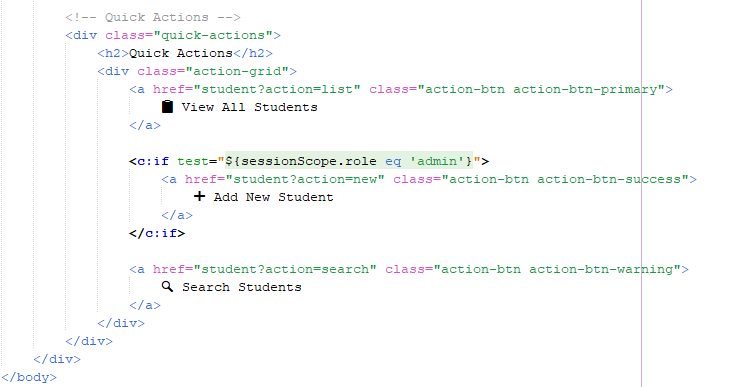 <!-- Quick Actions -->
<div class="quick-actions">
<h2>Quick Actions</h2>
<div class="action-grid">
<a href="student?action=list" class="action-btn action-btn-primary">
📋 View All Students
</a>
<c:if test="${sessionScope.role eq 'admin'}">
<a href="student?action=new" class="action-btn action-btn-success">
➕ Add New Student
</a>
</c:if>
<a href="student?action=search" class="action-btn action-btn-warning">
🔍 Search Students
</a>
</div>
</div>
</div>
</body>